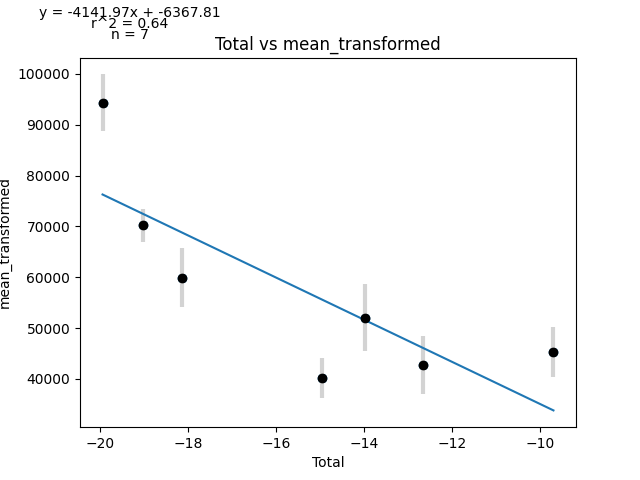 y = -4141.97x + -6367.81
r^2 = 0.64
n = 7
Total vs mean_transformed
100000
90000
80000
70000
60000
50000
40000
mean_transformed
−20
−18
−16
−14
−12
−10
Total